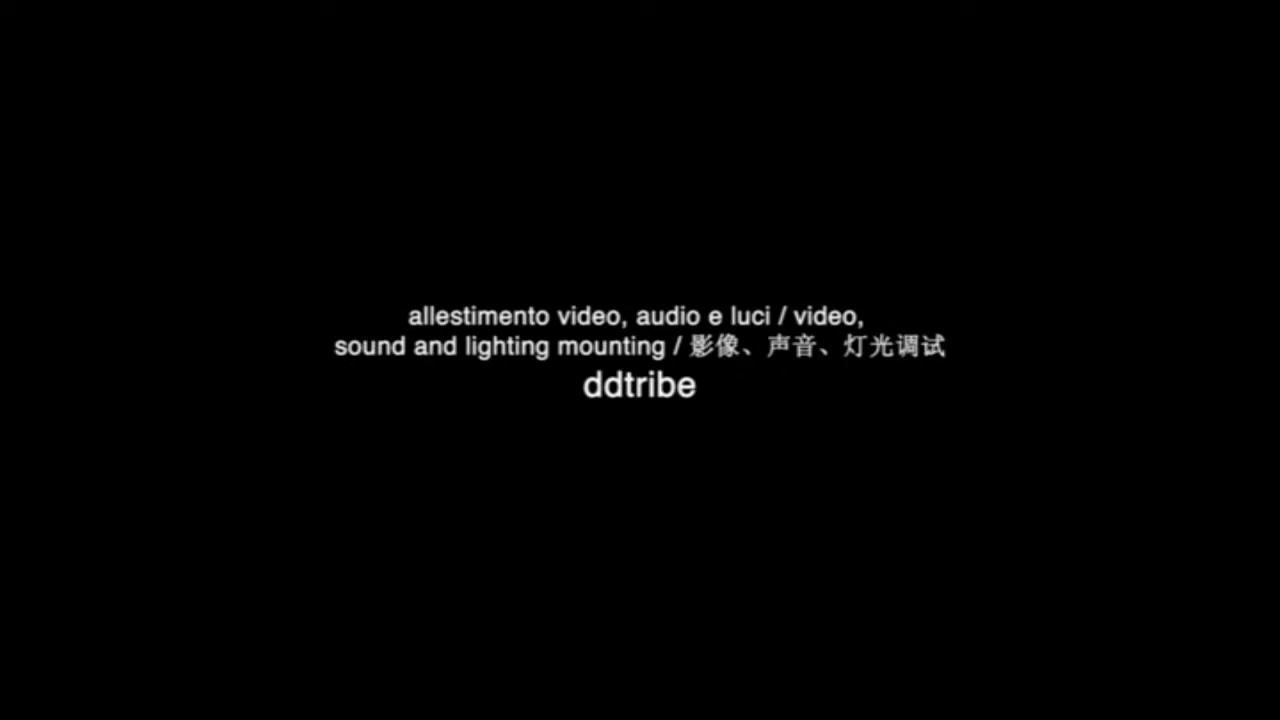 allestimento video, audio e luci / video,
sound and lighting mounting / 影像、声音、灯光调试
ddtribe